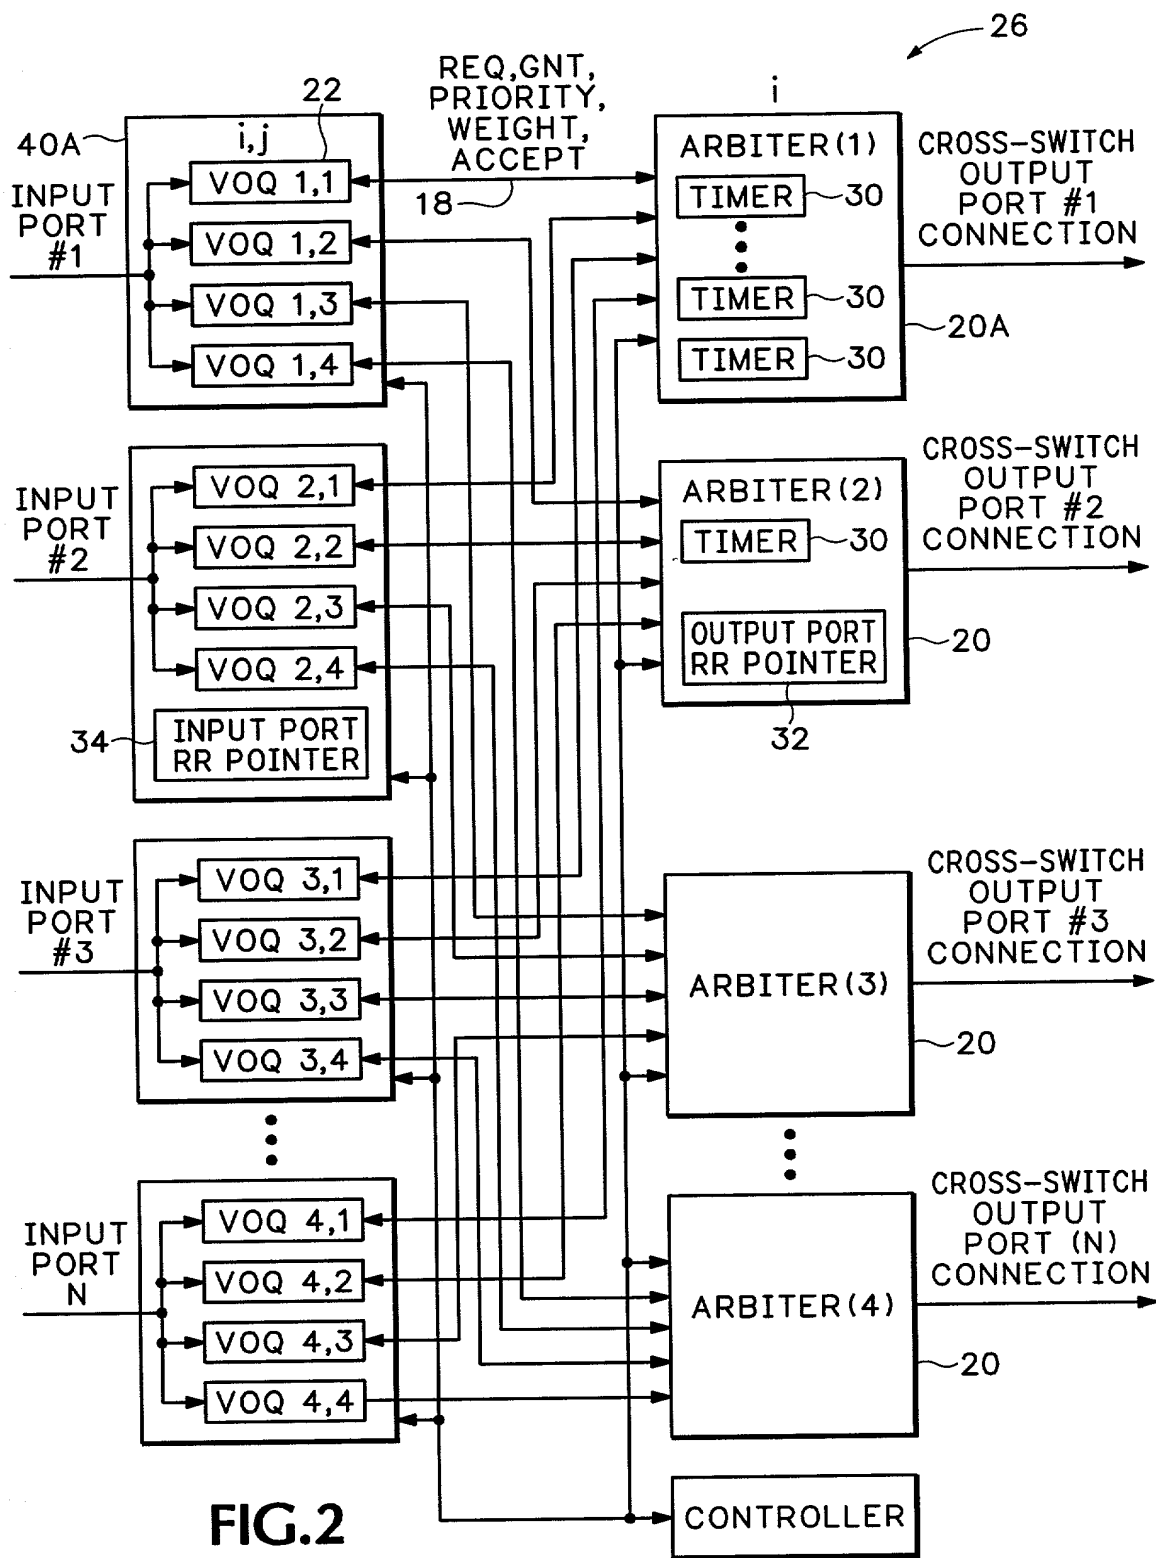 26
REQ,GNT,
PRIORITY,
WEIGHT,
ACCEPT
18
40A
i,j
22
INPUT
PORT
#1
VOQ 1,1
VOQ 1,2
VOQ 1,3
VOQ 1,4
i
ARBITER(1)
TIMER
30
TIMER
30
TIMER
30
20A
CROSS-SWITCH
OUTPUT
PORT #1
CONNECTION
INPUT
PORT
#2
VOQ 2,1
VOQ 2,2
VOQ 2,3
VOQ 2,4
34
INPUT PORT
RR POINTER
ARBITER(2)
TIMER
30
OUTPUT PORT
RR POINTER
32
20
CROSS-SWITCH
OUTPUT
PORT #2
CONNECTION
INPUT
PORT
#3
VOQ 3,1
VOQ 3,2
VOQ 3,3
VOQ 3,4
ARBITER(3)
20
CROSS-SWITCH
OUTPUT
PORT #3
CONNECTION
INPUT
PORT
N
VOQ 4,1
VOQ 4,2
VOQ 4,3
VOQ 4,4
ARBITER(4)
20
CROSS-SWITCH
OUTPUT
PORT (N)
CONNECTION
CONTROLLER
FIG.2